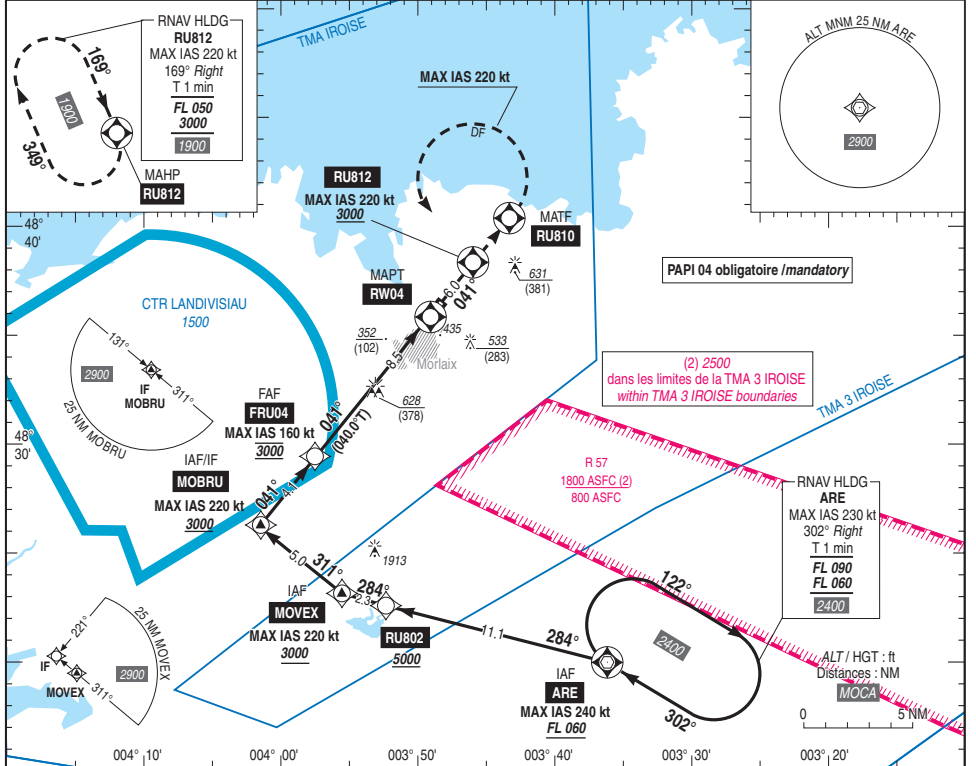 RNAV HLDG
RU812
MAX IAS 220 kt
169° Right
T 1 min
FL 050
3000
1900
169°
1900
349°
MAHP
RU812
TMA IROISE
MAX IAS 220 kt
DF
ALT MNM 25 NM ARE
2900
RU812
MAX IAS 220 kt
3000
MATF
RU810
48°
40'
MAPT
RW04
6.0
041°
631
(381)
PAPI 04 obligatoire /mandatory
CTR LANDIVISIAU
1500
352
(102)
435
533
(283)
Morlaix
8.5
131°
2900
311°
IF
MOBRU
25 NM MOBRU
628
(378)
(2) 2500
dans les limites de la TMA 3 IROISE
within TMA 3 IROISE boundaries
TMA 3 IROISE
FAF
FRU04
MAX IAS 160 kt
3000
041°
(040.0°T)
48°
30'
IAF/IF
MOBRU
MAX IAS 220 kt
3000
041°
4.1
R 57
1800 ASFC (2)
800 ASFC
RNAV HLDG
ARE
MAX IAS 230 kt
302° Right
T 1 min
FL 090
FL 060
2400
1913
5.0
311°
284°
2.3
IAF
MOVEX
MAX IAS 220 kt
3000
RU802
5000
11.1
284°
122°
2400
302°
IAF
ARE
MAX IAS 240 kt
FL 060
25 NM MOVEX
221°
IF
2900
MOVEX
311°
ALT / HGT : ft
Distances : NM
MOCA
0 5 NM
004° 10' 004° 00' 003° 50' 003° 40' 003° 30' 003° 20'